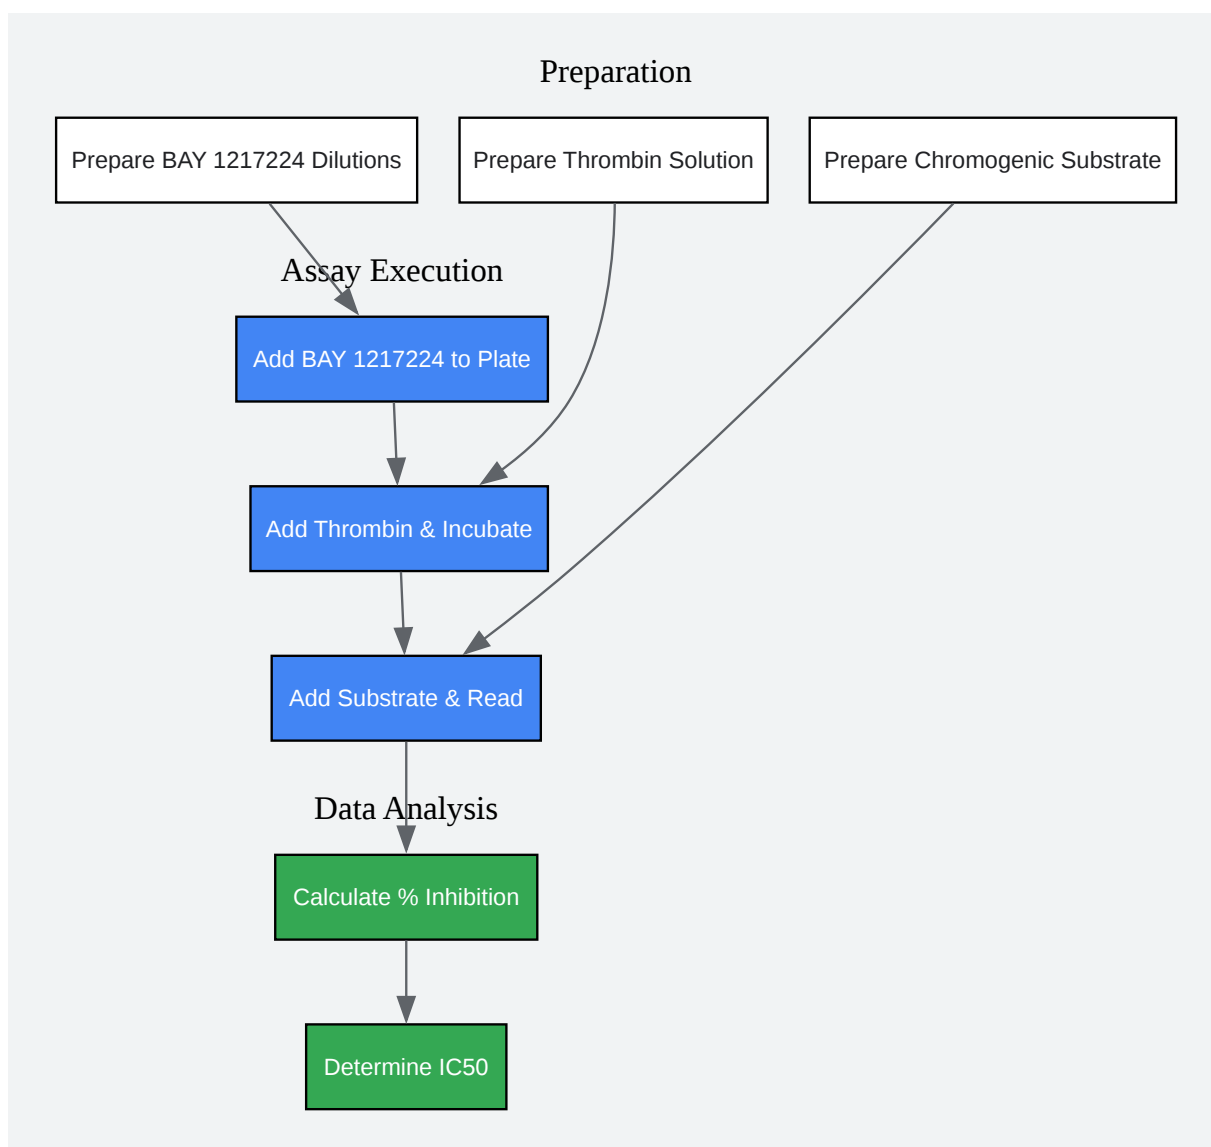 Preparation
Prepare BAY 1217224 Dilutions
Prepare Thrombin Solution
Prepare Chromogenic Substrate
Assay Execution
Add BAY 1217224 to Plate
Add Thrombin & Incubate
Add Substrate & Read
Data Analysis
Calculate % Inhibition
Determine IC50